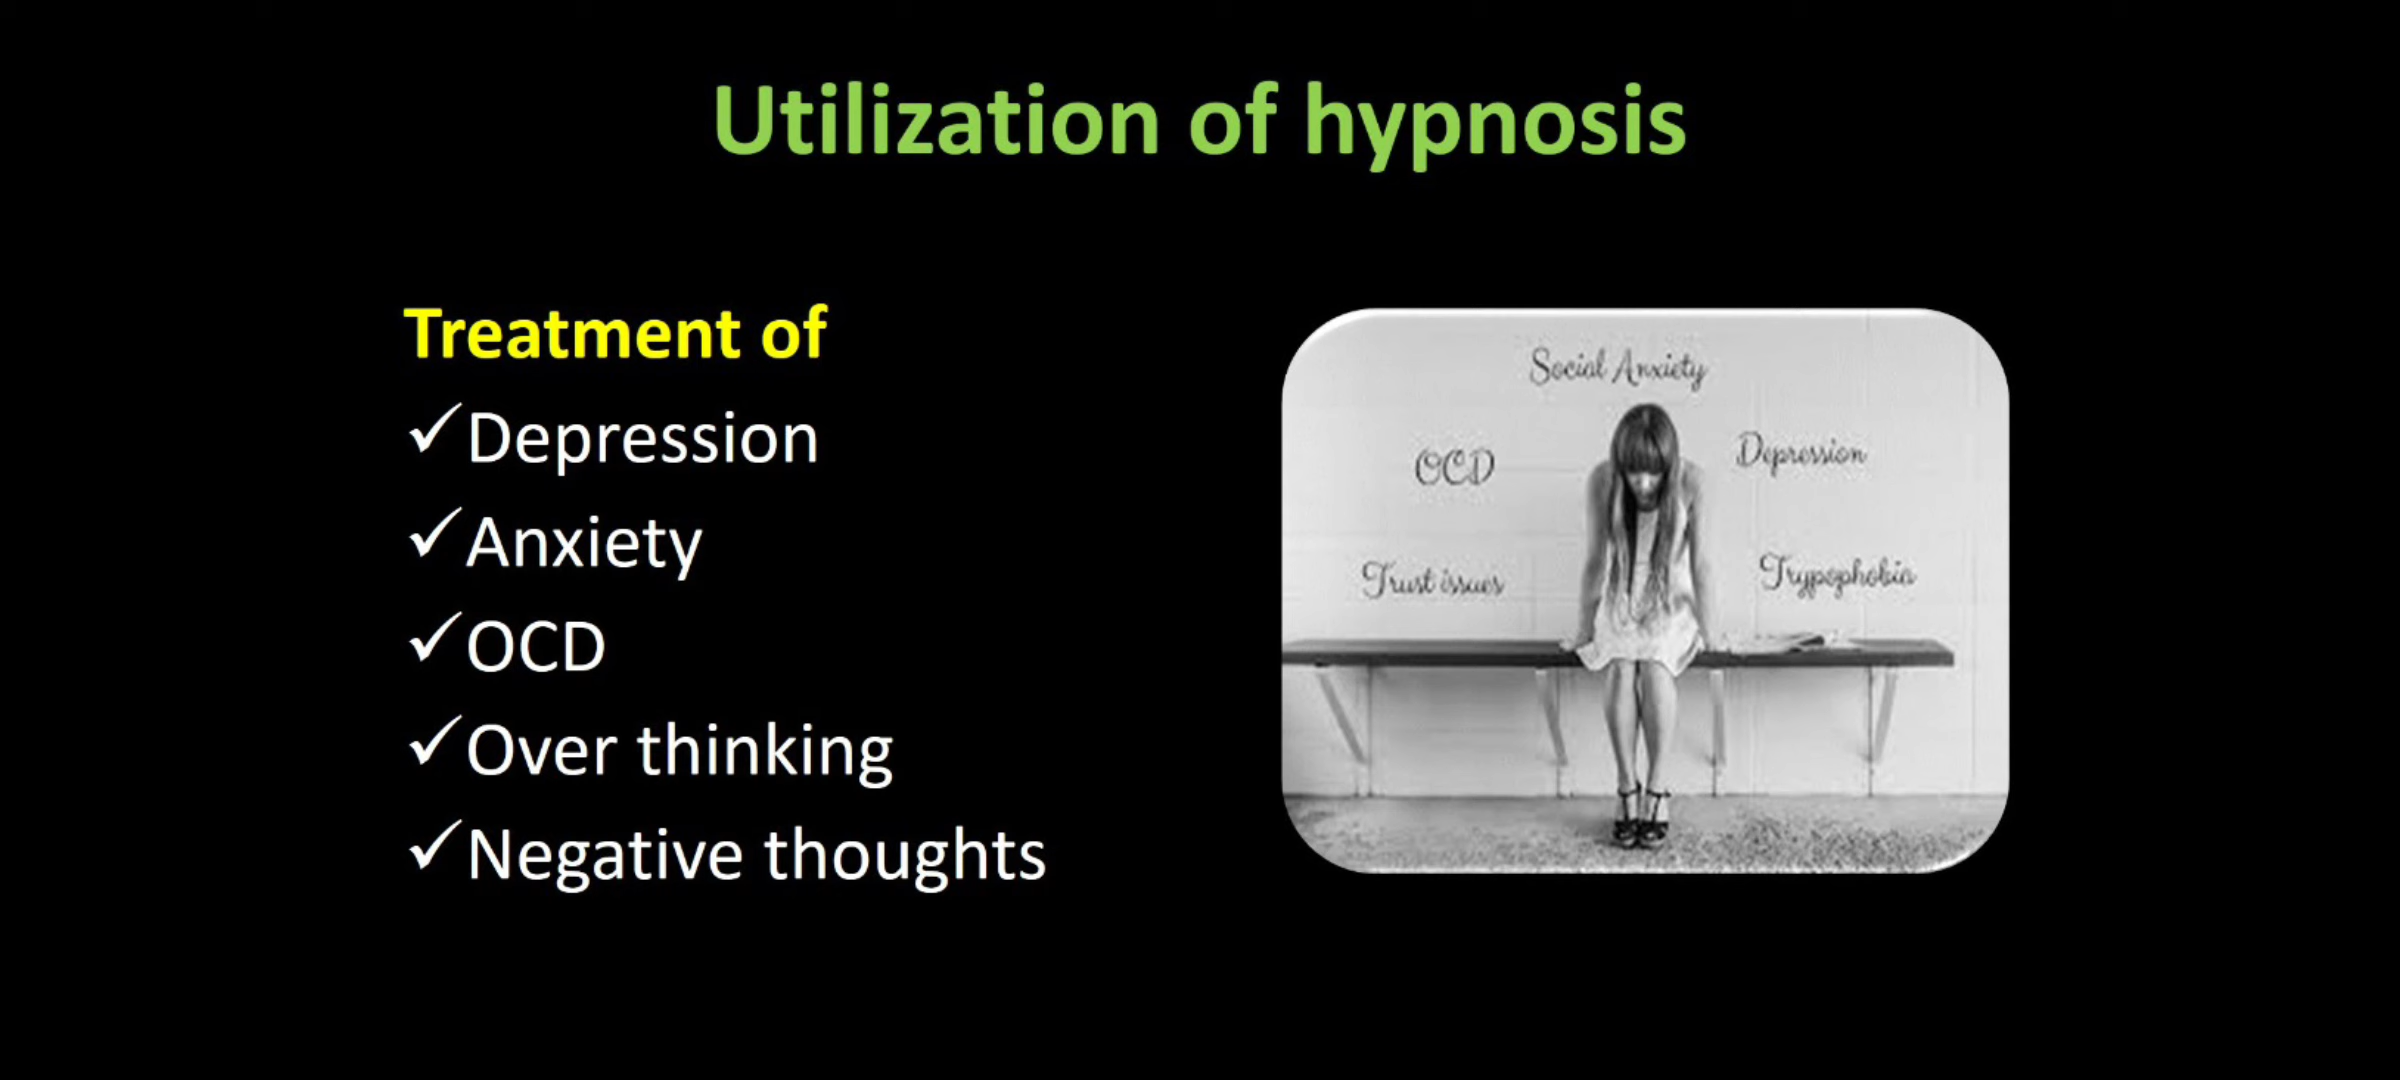 Utilization of hypnosis
Treatment of
✓Depression
✓Anxiety
✓OCD
✓Over thinking
✓Negative thoughts
Social Anxiety
OCD
Depression
Trust issues
Trypophobia